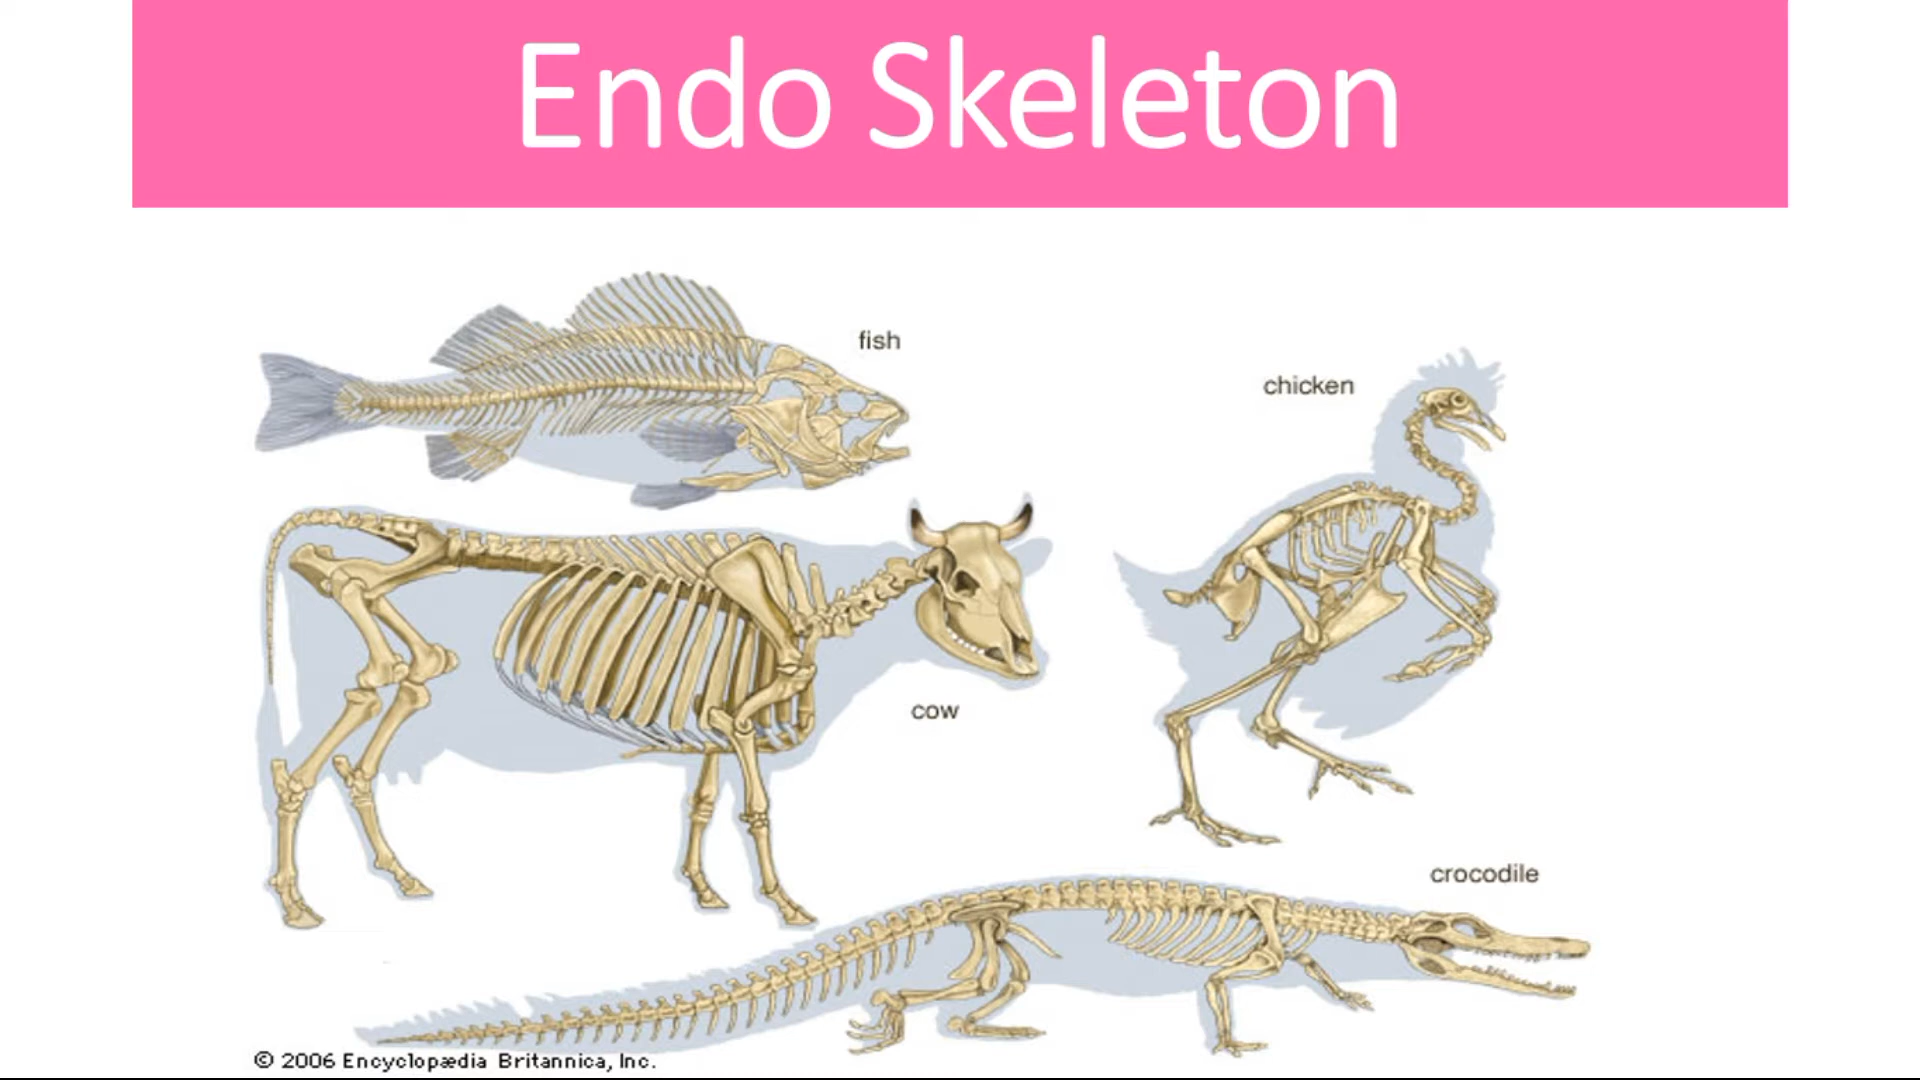 Endo Skeleton
fish
chicken
cow
crocodile
© 2006 Encyclopædia Britannica, Inc.